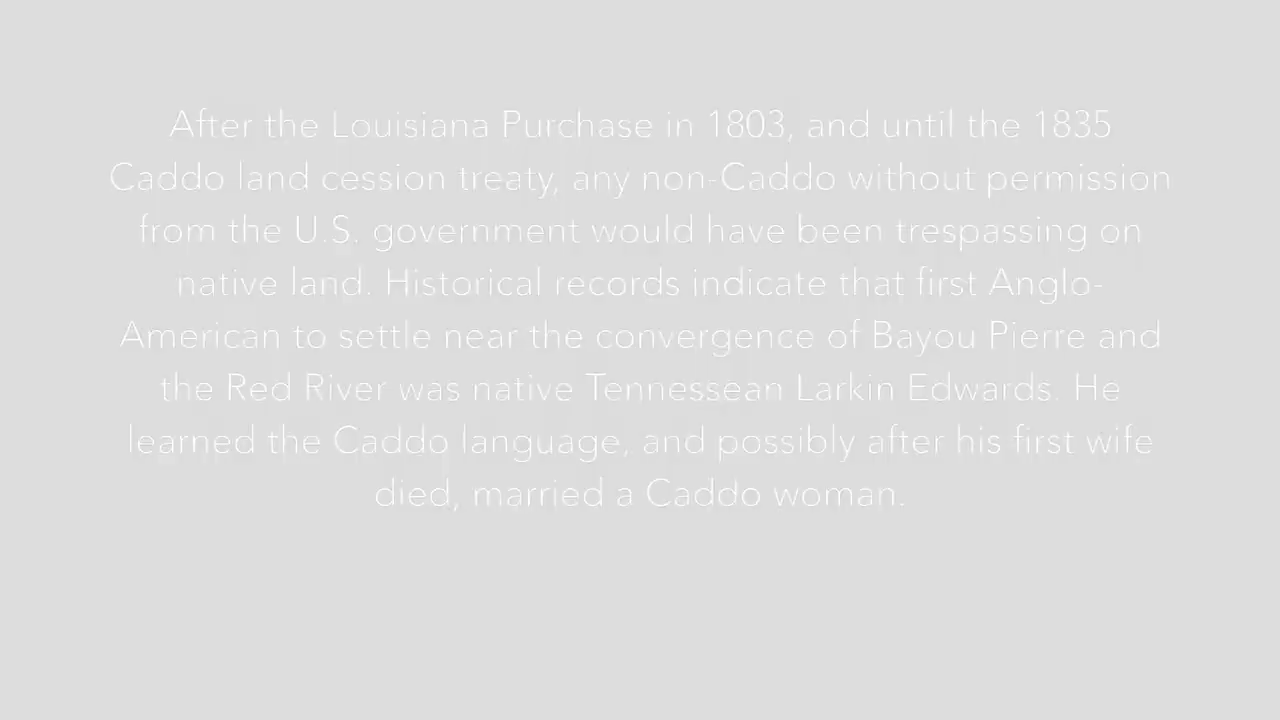 After the Louisiana Purchase in 1803, and until the 1835
Caddo land cession treaty, any non-Caddo without permission
from the U.S. government would have been trespassing on
native land. Historical records indicate that first Anglo-
American to settle near the convergence of Bayou Pierre and
the Red River was native Tennessean Larkin Edwards. He
learned the Caddo language, and possibly after his first wife
died, married a Caddo woman.